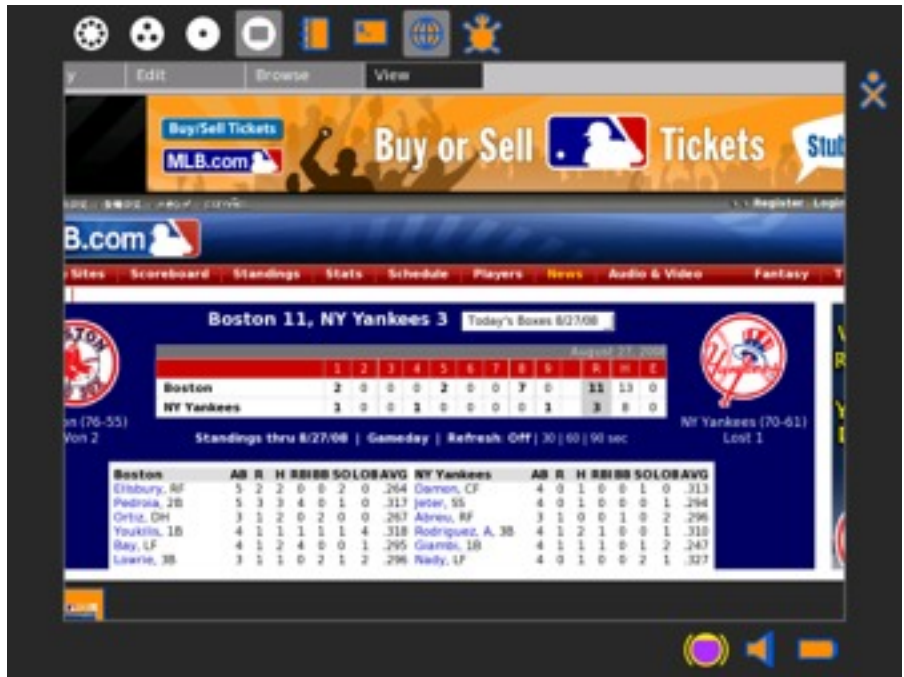 y Edit Browse View
Buy/Sell Tickets
MLB.com
Buy or Sell Tickets
Stub
Register Login
B.com
Sites Scoreboard Standings Stats Schedule Players News Audio & Video Fantasy T
Boston 11, NY Yankees 3 Today's Boxes 8/27/08
August 27, 2008
1 2 3 4 5 6 7 8 9 R H E
Boston 2 0 0 0 2 0 0 7 0 11 13 0
NY Yankees 1 0 0 1 0 0 0 0 1 3 8 0
on (76-55)
Won 2
NY Yankees (70-61)
Lost 1
Standings thru 8/27/08 | Gameday | Refresh: Off | 30 | 60 | 90 sec
Boston AB R H RBI BB SO LOB AVG NY Yankees AB R H RBI BB SO LOB AVG
Ellsbury, RF 5 2 2 0 0 2 0 .264 Damon, CF 4 0 1 0 0 1 0 .313
Pedroia, 2B 5 3 3 4 0 1 0 .317 Jeter, SS 4 0 1 0 0 0 1 .294
Ortiz, DH 3 1 2 0 2 0 0 .267 Abreu, RF 3 1 0 0 1 0 2 .296
Youkilis, 1B 4 1 1 1 1 1 4 .318 Rodriguez, A, 3B 4 1 2 1 0 0 1 .310
Bay, LF 4 1 2 4 0 0 1 .295 Giambi, 1B 4 1 1 1 0 1 2 .247
Lowrie, 3B 3 1 1 0 2 1 2 .296 Nady, LF 4 0 1 0 0 2 1 .327